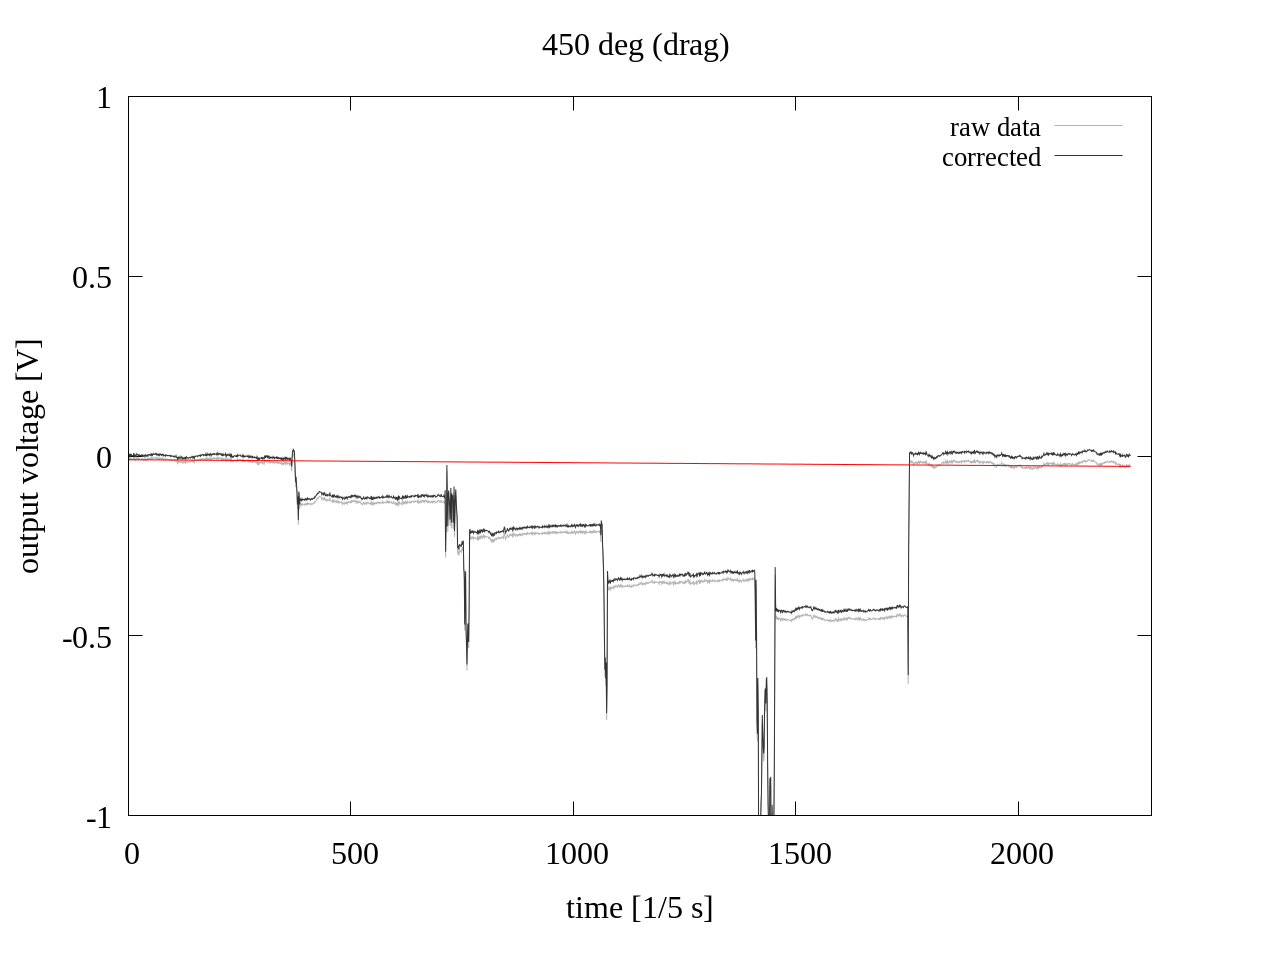 450 deg (drag)
raw data
corrected
1
0.5
0
-0.5
-1
output voltage [V]
0 500 1000 1500 2000
time [1/5 s]